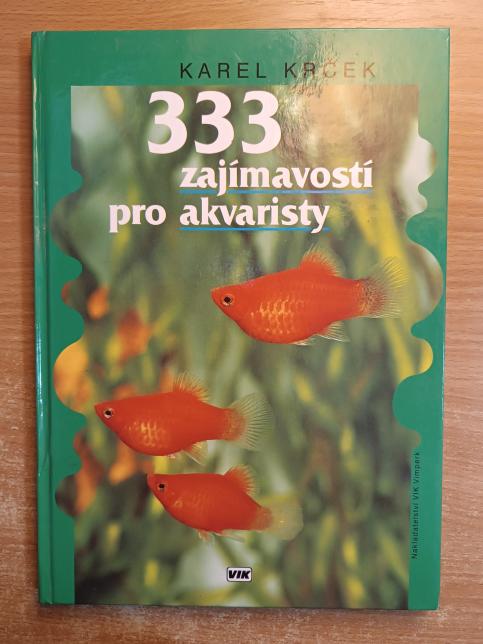 KAREL KRČEK
333
zajímavostí
pro akvaristy
Nakladatelství VIK Vimperk
VIK